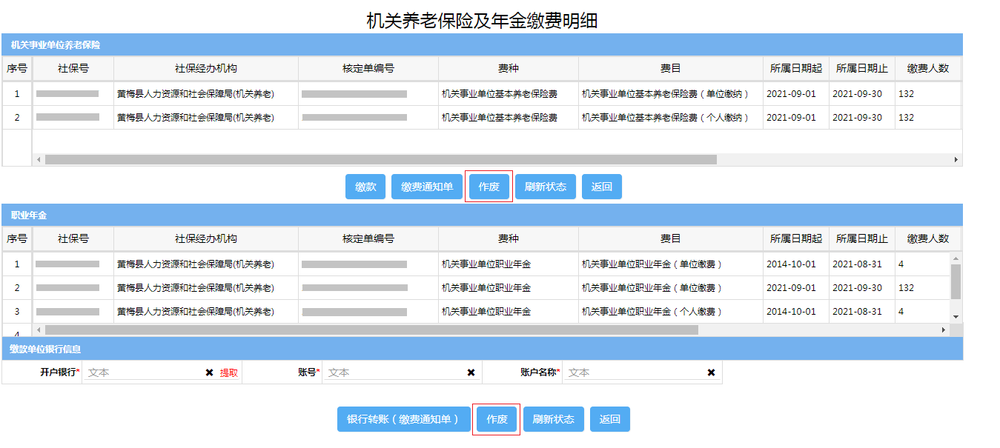 机关养老保险及年金缴费明细
机关事业单位养老保险
序号 社保号 社保经办机构 核定单编号 费种 费目 所属日期起 所属日期止 缴费人数
1 黄梅县人力资源和社会保障局(机关养老) 机关事业单位基本养老保险费 机关事业单位基本养老保险费（单位缴纳） 2021-09-01 2021-09-30 132
2 黄梅县人力资源和社会保障局(机关养老) 机关事业单位基本养老保险费 机关事业单位基本养老保险费（个人缴纳） 2021-09-01 2021-09-30 132
缴款 缴费通知单 作废 刷新状态 返回
职业年金
序号 社保号 社保经办机构 核定单编号 费种 费目 所属日期起 所属日期止 缴费人数
1 黄梅县人力资源和社会保障局(机关养老) 机关事业单位职业年金 机关事业单位职业年金（单位缴费） 2014-10-01 2021-08-31 4
2 黄梅县人力资源和社会保障局(机关养老) 机关事业单位职业年金 机关事业单位职业年金（单位缴费） 2021-09-01 2021-09-30 132
3 黄梅县人力资源和社会保障局(机关养老) 机关事业单位职业年金 机关事业单位职业年金（个人缴费） 2014-10-01 2021-08-31 4
4
缴款单位银行信息
开户银行* 文本 提取 账号* 文本 账户名称* 文本
银行转账（缴费通知单） 作废 刷新状态 返回